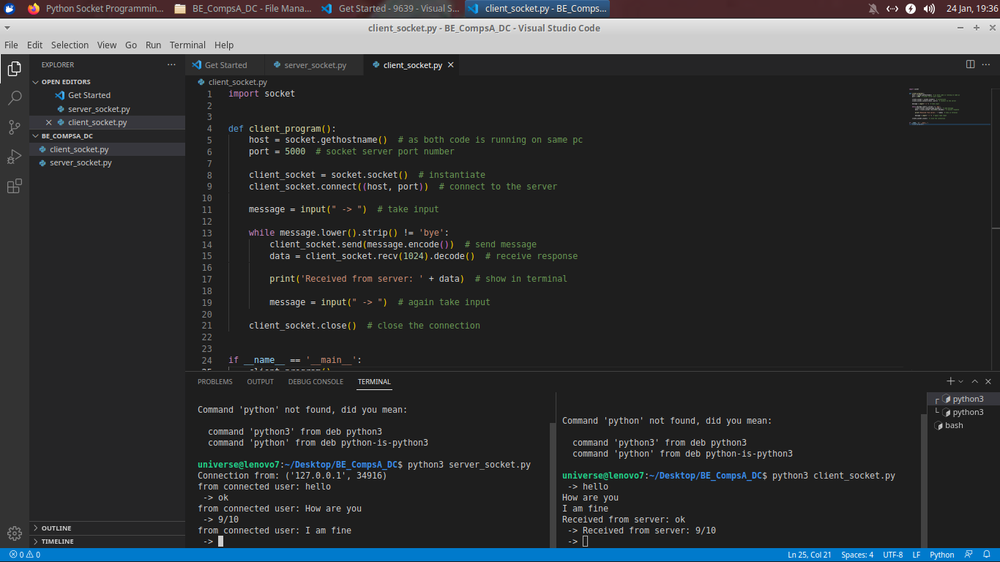 Python Socket Programmin...
BE_CompsA_DC - File Mana...
Get Started - 9639 - Visual S...
client_socket.py - BE_Comps...
24 Jan, 19:36
client_socket.py - BE_CompsA_DC - Visual Studio Code
File Edit Selection View Go Run Terminal Help
EXPLORER
OPEN EDITORS
Get Started
server_socket.py
client_socket.py
BE_COMPSA_DC
client_socket.py
server_socket.py
OUTLINE
TIMELINE
Get Started server_socket.py client_socket.py
client_socket.py
1 import socket
2
3
4 def client_program():
5     host = socket.gethostname()  # as both code is running on same pc
6     port = 5000  # socket server port number
7
8     client_socket = socket.socket()  # instantiate
9     client_socket.connect((host, port))  # connect to the server
10
11     message = input(" -> ")  # take input
12
13     while message.lower().strip() != 'bye':
14         client_socket.send(message.encode())  # send message
15         data = client_socket.recv(1024).decode()  # receive response
16
17         print('Received from server: ' + data)  # show in terminal
18
19         message = input(" -> ")  # again take input
20
21     client_socket.close()  # close the connection
22
23
24 if __name__ == '__main__':
25     client_program()
PROBLEMS OUTPUT DEBUG CONSOLE TERMINAL
Command 'python' not found, did you mean:
command 'python3' from deb python3
command 'python' from deb python-is-python3
universe@lenovo7:~/Desktop/BE_CompsA_DC$ python3 server_socket.py
Connection from: ('127.0.0.1', 34916)
from connected user: hello
 -> ok
from connected user: How are you
 -> 9/10
from connected user: I am fine
 ->
Command 'python' not found, did you mean:
command 'python3' from deb python3
command 'python' from deb python-is-python3
universe@lenovo7:~/Desktop/BE_CompsA_DC$ python3 client_socket.py
 -> hello
How are you
I am fine
Received from server: ok
 -> Received from server: 9/10
 ->
python3
python3
bash
0 0
Ln 25, Col 21 Spaces: 4 UTF-8 LF Python